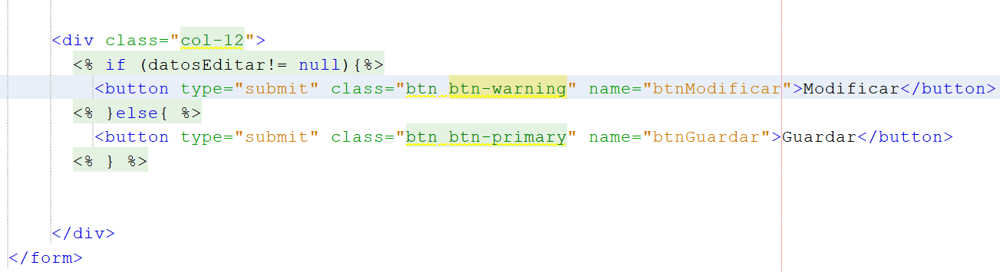 <div class="col-12">
<% if (datosEditar!= null){%>
<button type="submit" class="btn btn-warning" name="btnModificar">Modificar</button>
<% }else{ %>
<button type="submit" class="btn btn-primary" name="btnGuardar">Guardar</button>
<% } %>
</div>
</form>